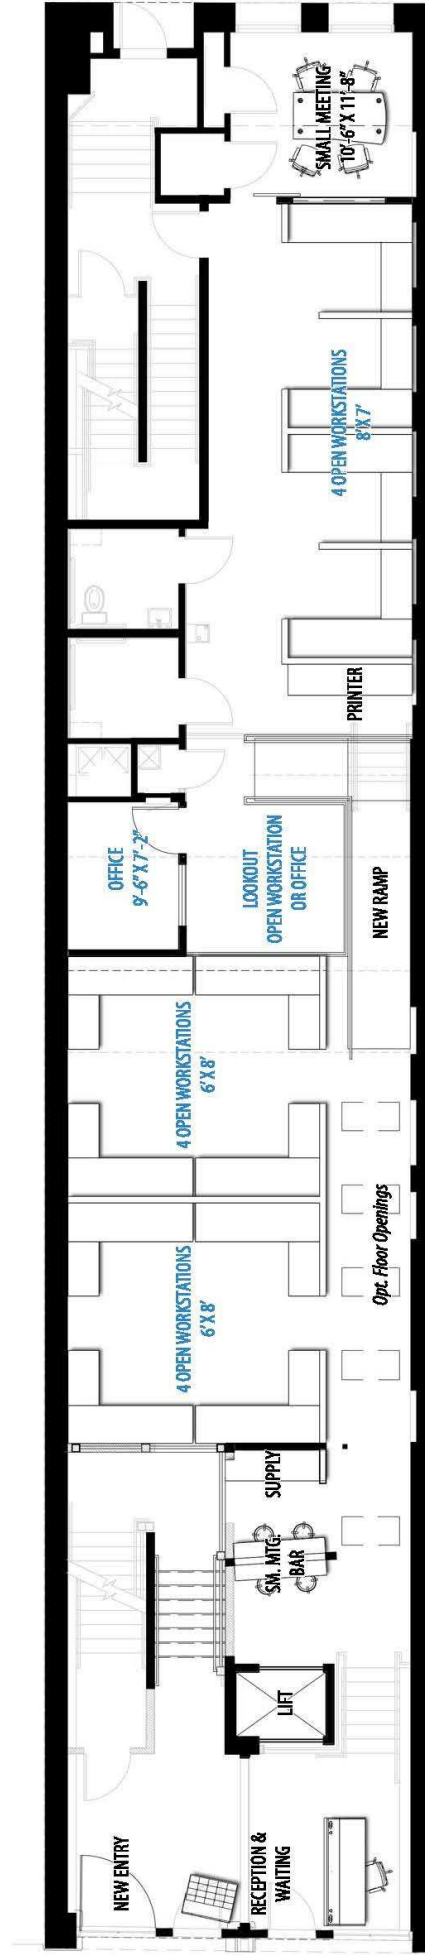 SMALL MEETING
10'-6" X 11'-8"
4 OPEN WORKSTATIONS
8' X 7'
PRINTER
OFFICE
9'-6" X 7'-2"
LOOKOUT
OPEN WORKSTATION
OR OFFICE
NEW RAMP
4 OPEN WORKSTATIONS
6' X 8'
4 OPEN WORKSTATIONS
6' X 8'
Opt. Floor Openings
SUPPLY
SM. MTG.
BAR
LIFT
NEW ENTRY
RECEPTION &
WAITING